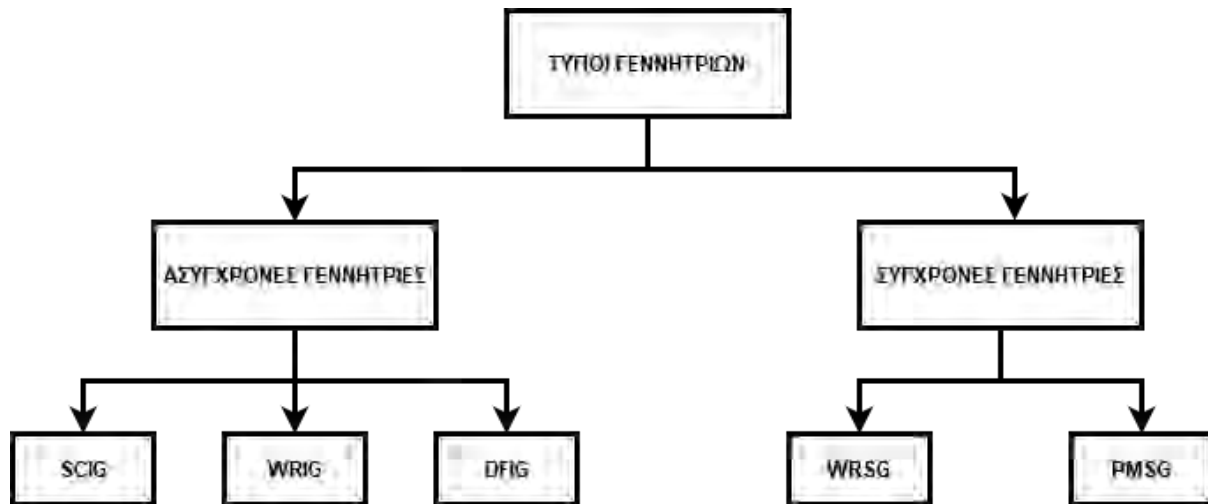 ΤΥΠΟΙ ΓΕΝΝΗΤΡΙΩΝ
ΑΣΥΓΧΡΟΝΕΣ ΓΕΝΝΗΤΡΙΕΣ
ΣΥΓΧΡΟΝΕΣ ΓΕΝΝΗΤΡΙΕΣ
SCIG
WRIG
DFIG
WRSG
PMSG